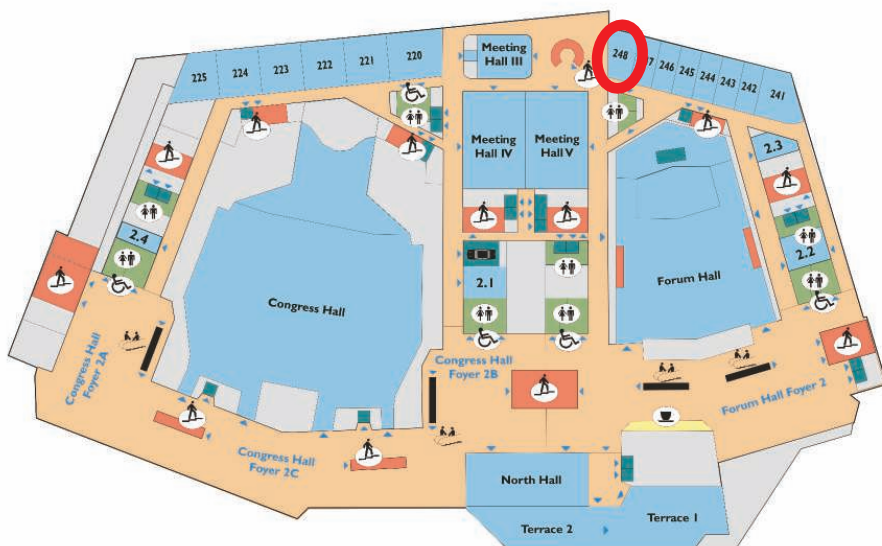 225
224
223
222
221
220
Meeting
Hall III
248
7
246
245
244
243
242
241
Meeting
Hall IV
Meeting
Hall V
2.3
2.4
2.2
2.1
Congress Hall
Forum Hall
Congress Hall
Foyer 2A
Congress Hall
Foyer 2B
Forum Hall Foyer 2
Congress Hall
Foyer 2C
North Hall
Terrace 2
Terrace 1